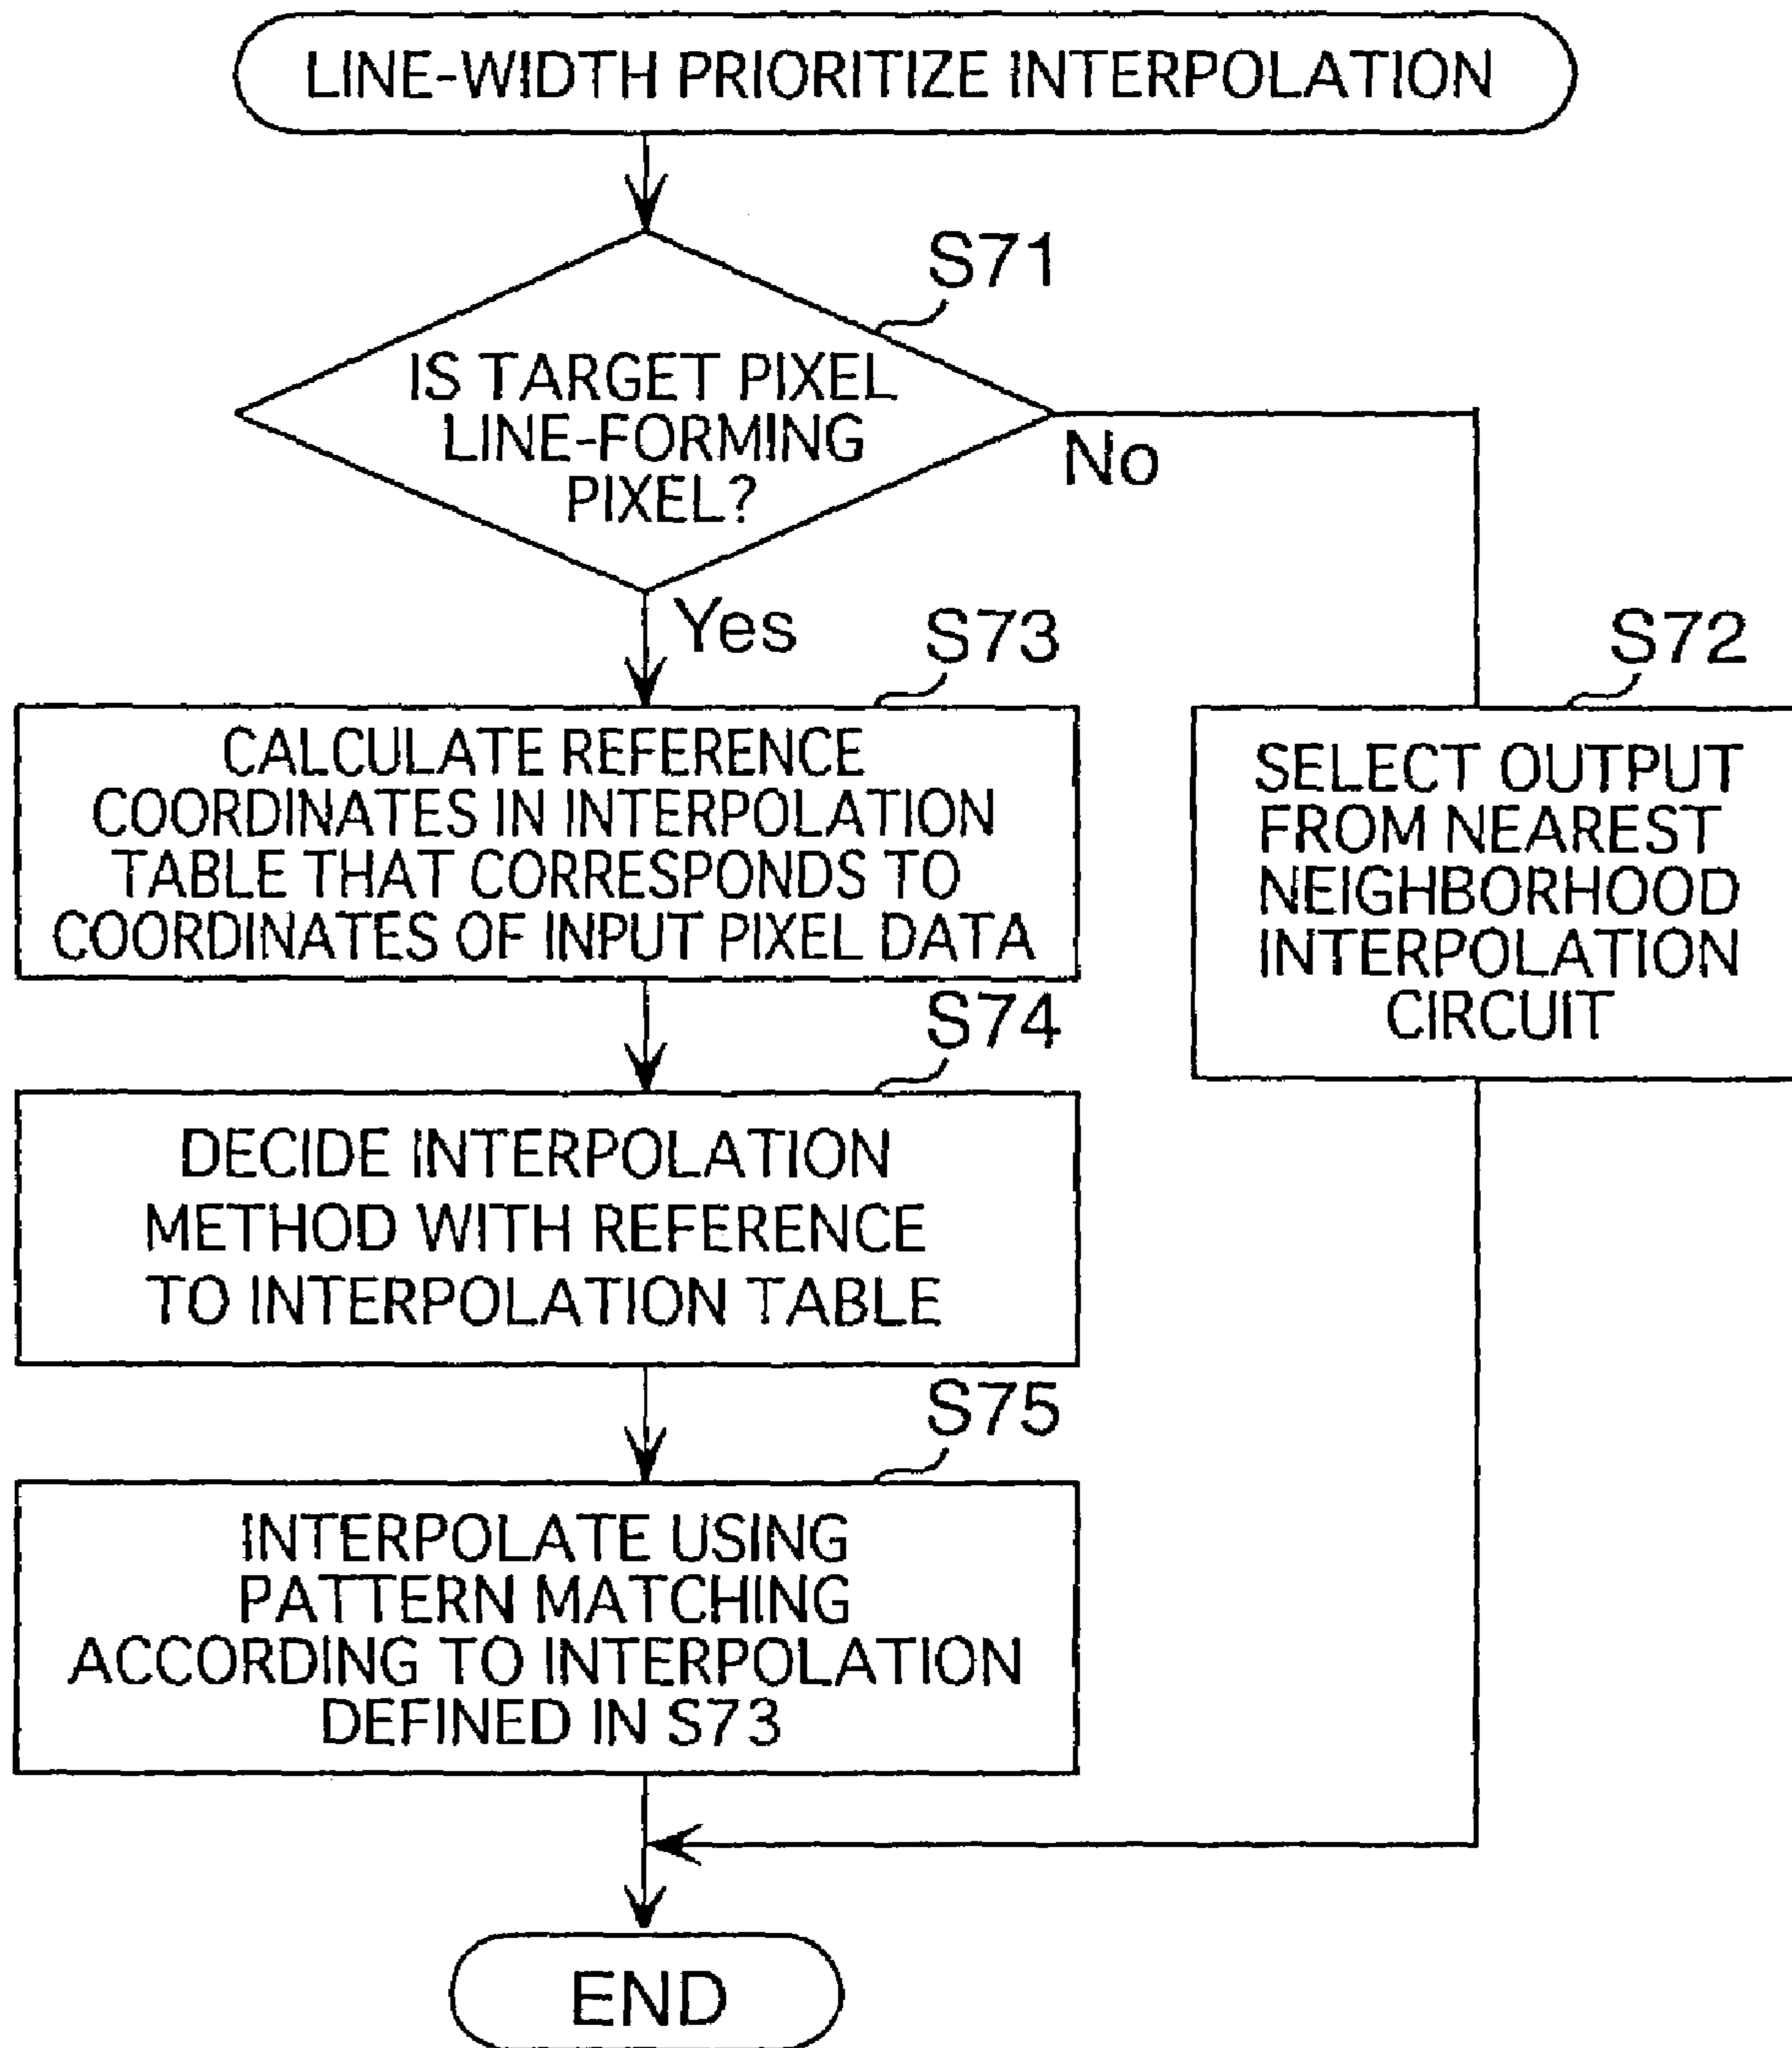 LINE-WIDTH PRIORITIZE INTERPOLATION
S71
IS TARGET PIXEL
LINE-FORMING
PIXEL?
No
Yes
S73
CALCULATE REFERENCE
COORDINATES IN INTERPOLATION
TABLE THAT CORRESPONDS TO
COORDINATES OF INPUT PIXEL DATA
S72
SELECT OUTPUT
FROM NEAREST
NEIGHBORHOOD
INTERPOLATION
CIRCUIT
S74
DECIDE INTERPOLATION
METHOD WITH REFERENCE
TO INTERPOLATION TABLE
S75
INTERPOLATE USING
PATTERN MATCHING
ACCORDING TO INTERPOLATION
DEFINED IN S73
END